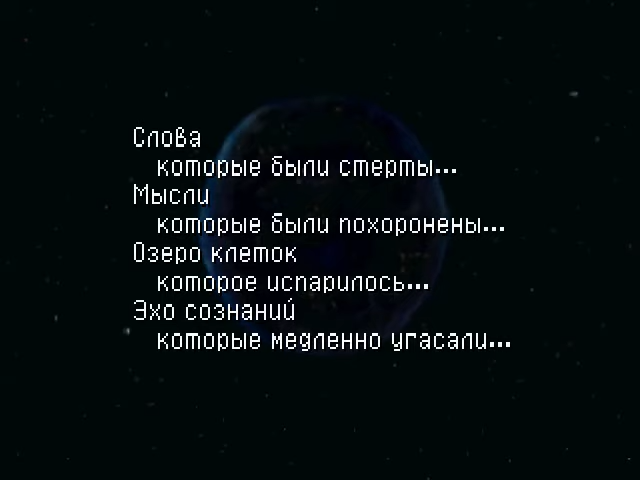 Слова
которые были стерты...
Мысли
которые были похоронены...
Озеро клеток
которое испарилось...
Эхо сознаний
которые медленно угасали...